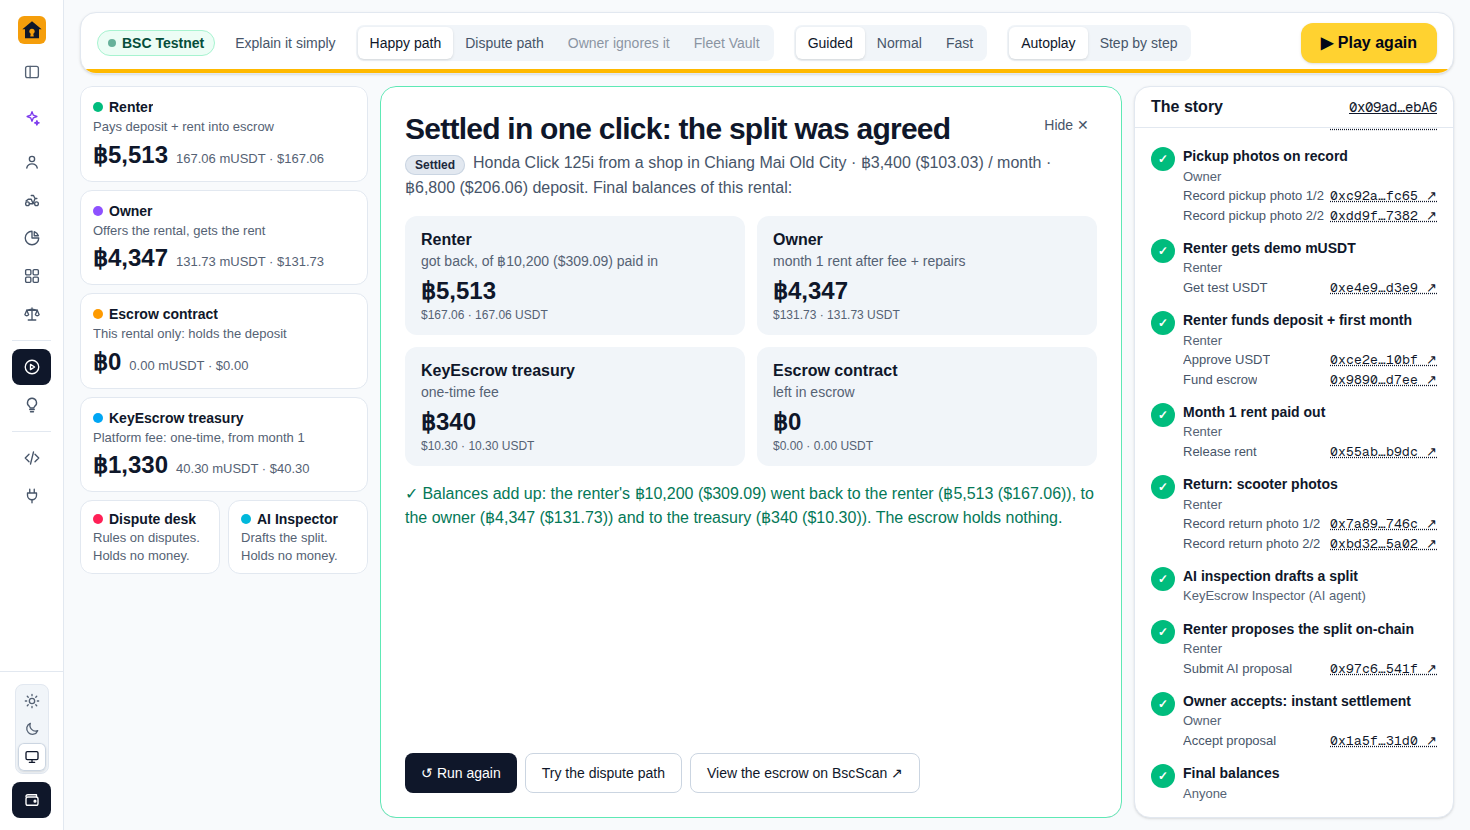 BSC Testnet
Explain it simply
Happy path
Dispute path
Owner ignores it
Fleet Vault
Guided
Normal
Fast
Autoplay
Step by step
▶ Play again
Renter
Pays deposit + rent into escrow
฿5,513 167.06 mUSDT · $167.06
Owner
Offers the rental, gets the rent
฿4,347 131.73 mUSDT · $131.73
Escrow contract
This rental only: holds the deposit
฿0 0.00 mUSDT · $0.00
KeyEscrow treasury
Platform fee: one-time, from month 1
฿1,330 40.30 mUSDT · $40.30
Dispute desk
Rules on disputes.
Holds no money.
AI Inspector
Drafts the split.
Holds no money.
Settled in one click: the split was agreed
Hide ✕
Settled Honda Click 125i from a shop in Chiang Mai Old City · ฿3,400 ($103.03) / month ·
฿6,800 ($206.06) deposit. Final balances of this rental:
Renter
got back, of ฿10,200 ($309.09) paid in
฿5,513
$167.06 · 167.06 USDT
Owner
month 1 rent after fee + repairs
฿4,347
$131.73 · 131.73 USDT
KeyEscrow treasury
one-time fee
฿340
$10.30 · 10.30 USDT
Escrow contract
left in escrow
฿0
$0.00 · 0.00 USDT
✓ Balances add up: the renter's ฿10,200 ($309.09) went back to the renter (฿5,513 ($167.06)), to
the owner (฿4,347 ($131.73)) and to the treasury (฿340 ($10.30)). The escrow holds nothing.
↺ Run again
Try the dispute path
View the escrow on BscScan ↗
The story
0x09ad…ebA6
Pickup photos on record
Owner
Record pickup photo 1/2 0xc92a…fc65 ↗
Record pickup photo 2/2 0xdd9f…7382 ↗
Renter gets demo mUSDT
Renter
Get test USDT 0xe4e9…d3e9 ↗
Renter funds deposit + first month
Renter
Approve USDT 0xce2e…10bf ↗
Fund escrow 0x9890…d7ee ↗
Month 1 rent paid out
Renter
Release rent 0x55ab…b9dc ↗
Return: scooter photos
Renter
Record return photo 1/2 0x7a89…746c ↗
Record return photo 2/2 0xbd32…5a02 ↗
AI inspection drafts a split
KeyEscrow Inspector (AI agent)
Renter proposes the split on-chain
Renter
Submit AI proposal 0x97c6…541f ↗
Owner accepts: instant settlement
Owner
Accept proposal 0x1a5f…31d0 ↗
Final balances
Anyone